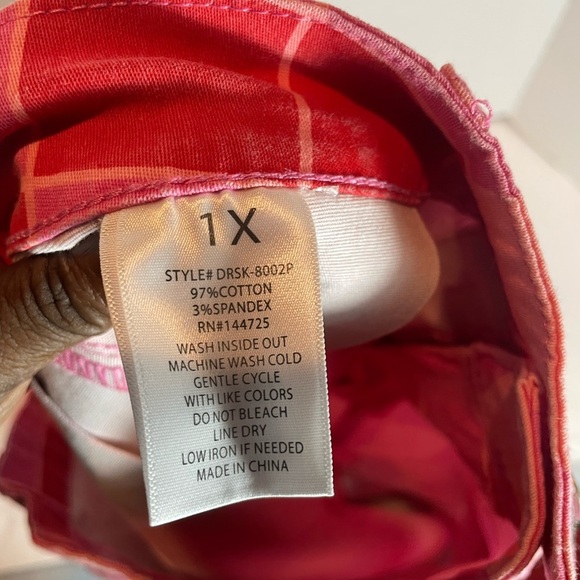 1X
STYLE# DRSK-8002P
97%COTTON
3%SPANDEX
RN#144725
WASH INSIDE OUT
MACHINE WASH COLD
GENTLE CYCLE
WITH LIKE COLORS
DO NOT BLEACH
LINE DRY
LOW IRON IF NEEDED
MADE IN CHINA